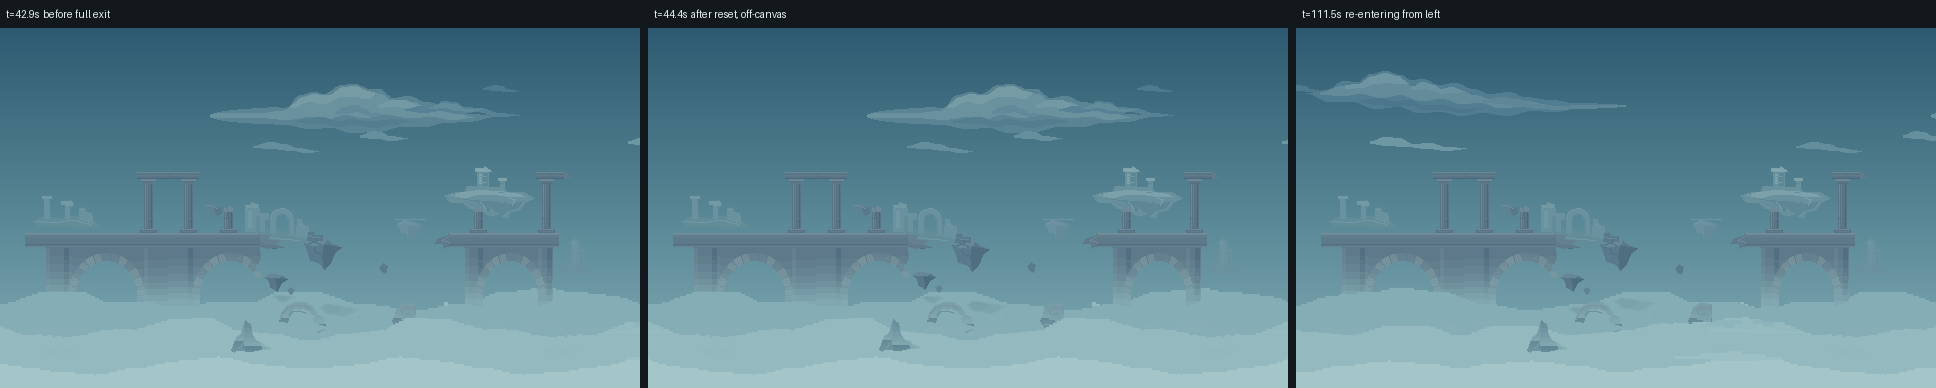 t=42.9s before full exit
t=44.4s after reset, off-canvas
t=111.5s re-entering from left